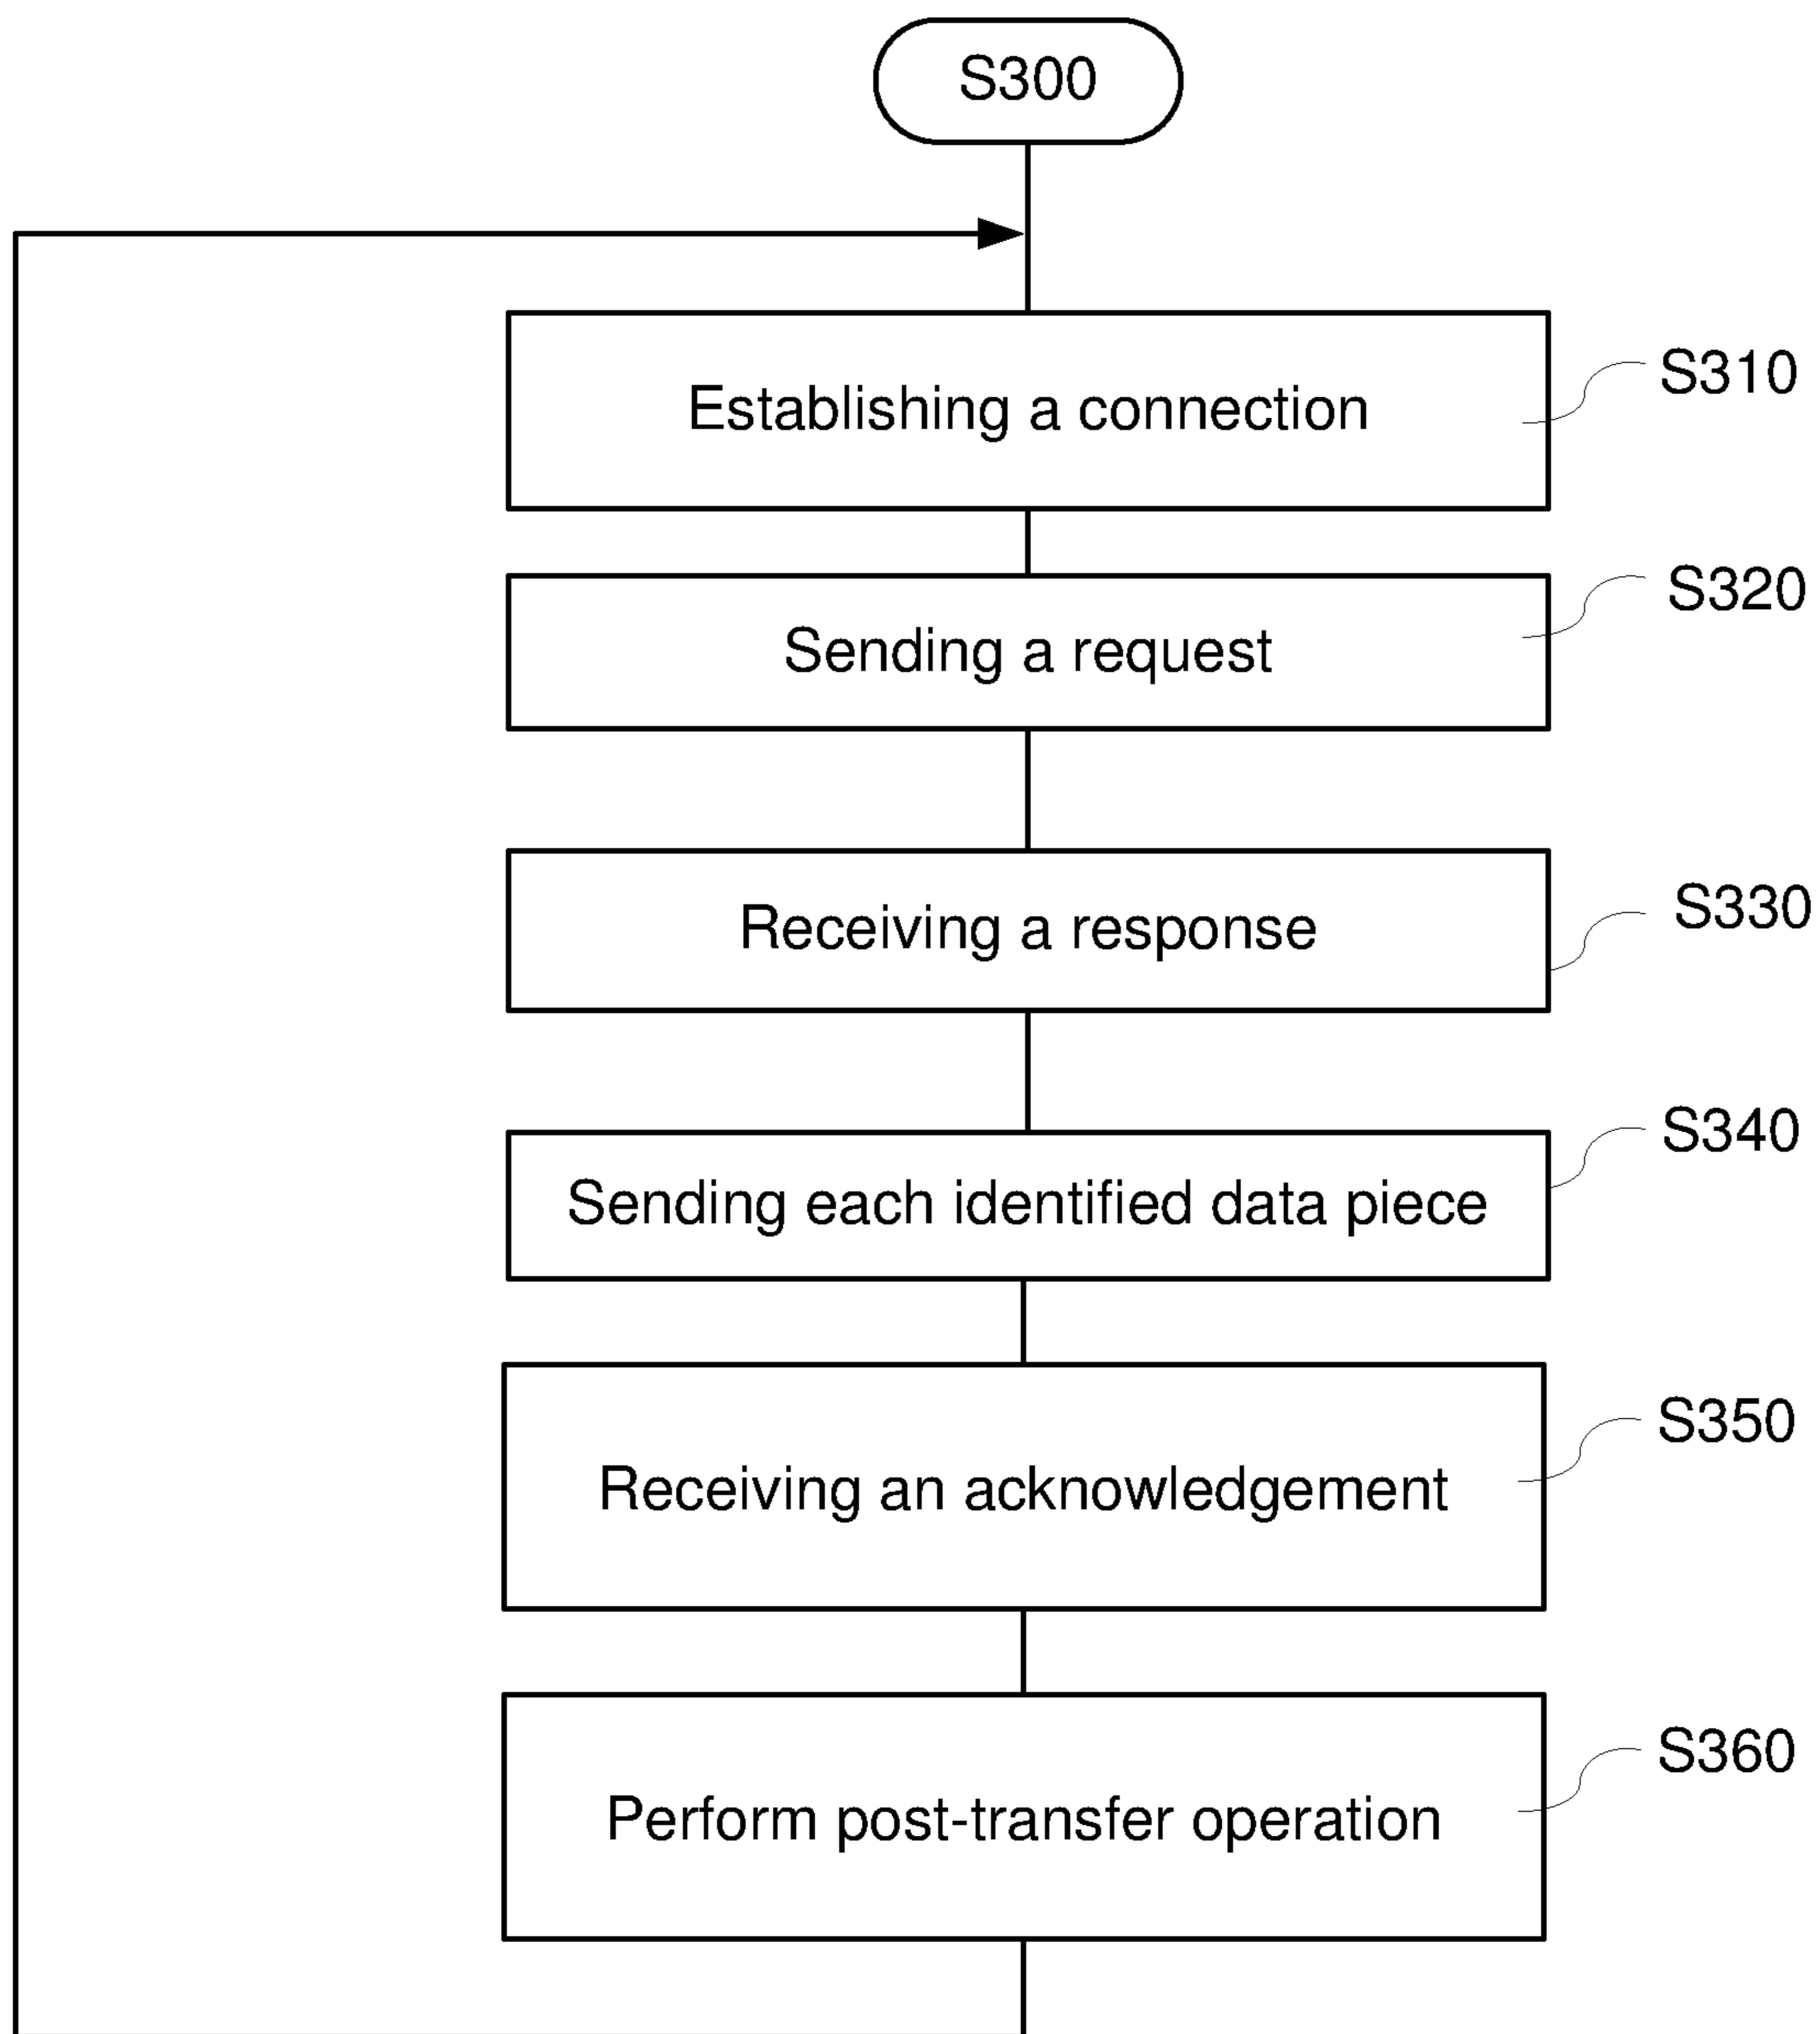 S300
Establishing a connection
S310
Sending a request
S320
Receiving a response
S330
Sending each identified data piece
S340
Receiving an acknowledgement
S350
Perform post-transfer operation
S360